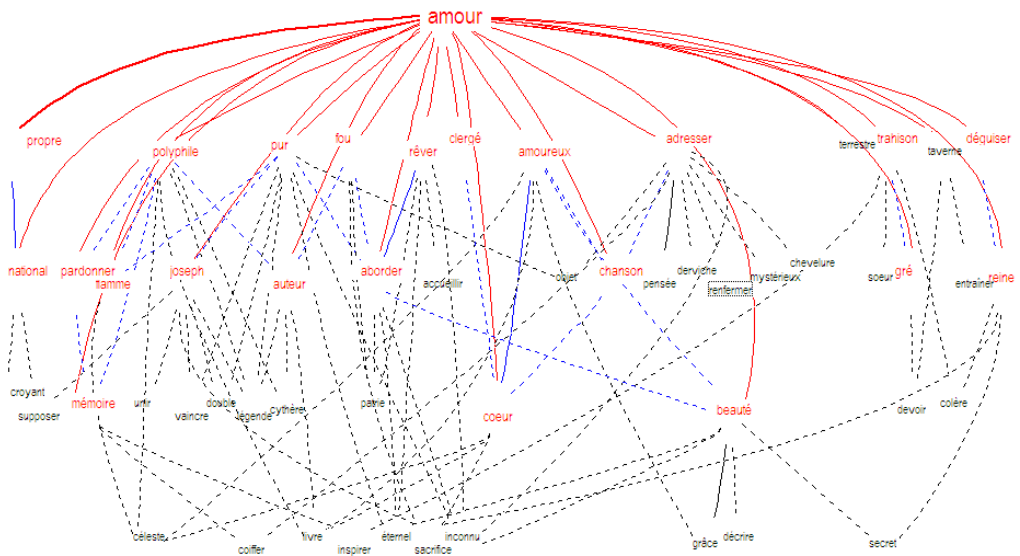 amour
propre
polyphile
pur
fou
rêver
clergé
amoureux
adresser
terrestre
trahison
taverne
déguiser
national
pardonner
flamme
joseph
auteur
aborder
accueillir
objet
chanson
pensée
derviche
renfermer
mystérieux
chevelure
soeur
gré
entraîner
reine
croyant
supposer
mémoire
unir
vaincre
double
légende
cythère
patrie
coeur
beauté
devoir
colère
céleste
coiffer
livre
inspirer
éternel
sacrifice
inconnu
grâce
décrire
secret